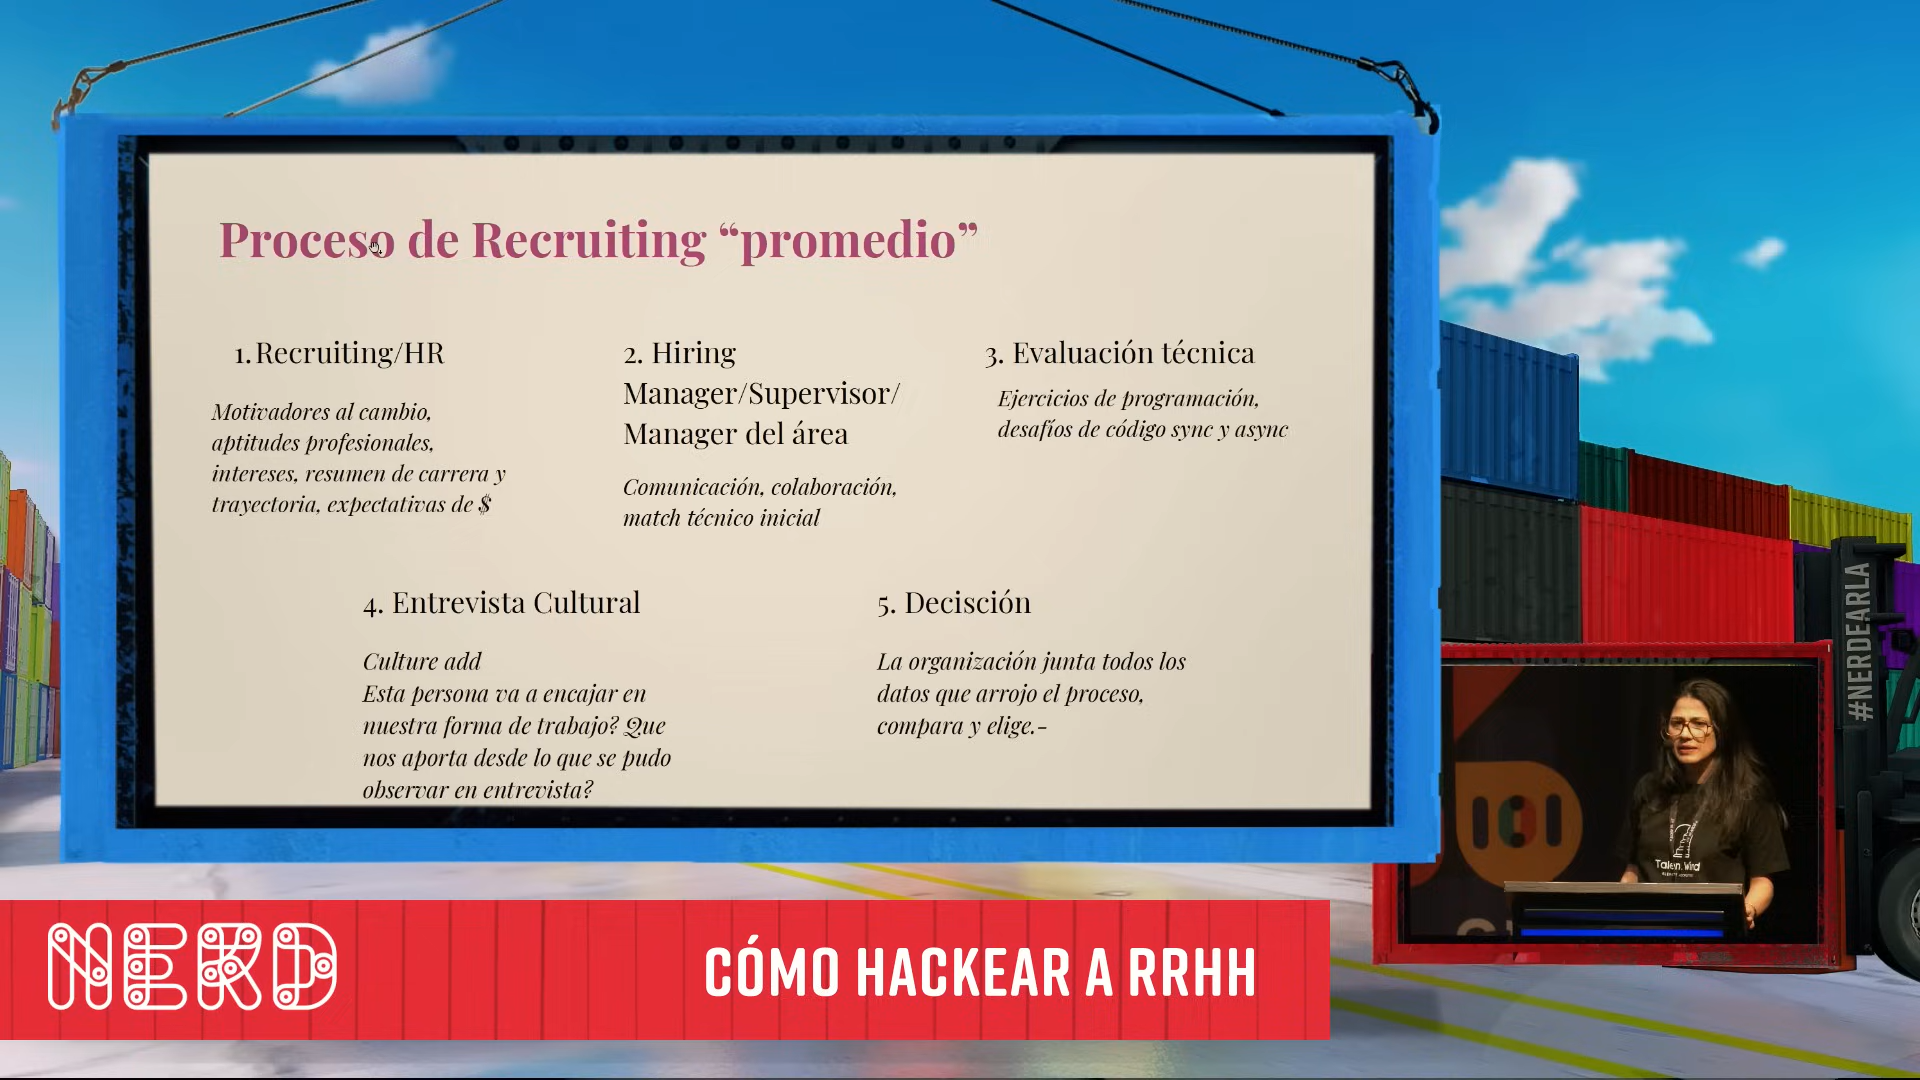 Proceso de Recruiting “promedio”
1. Recruiting/HR
Motivadores al cambio,
aptitudes profesionales,
intereses, resumen de carrera y
trayectoria, expectativas de $
2. Hiring
Manager/Supervisor/
Manager del área
Comunicación, colaboración,
match técnico inicial
3. Evaluación técnica
Ejercicios de programación,
desafíos de código sync y async
4. Entrevista Cultural
Culture add
Esta persona va a encajar en
nuestra forma de trabajo? Que
nos aporta desde lo que se pudo
observar en entrevista?
5. Decisción
La organización junta todos los
datos que arrojo el proceso,
compara y elige.-
#NERDEARLA
NERD
CÓMO HACKEAR A RRHH